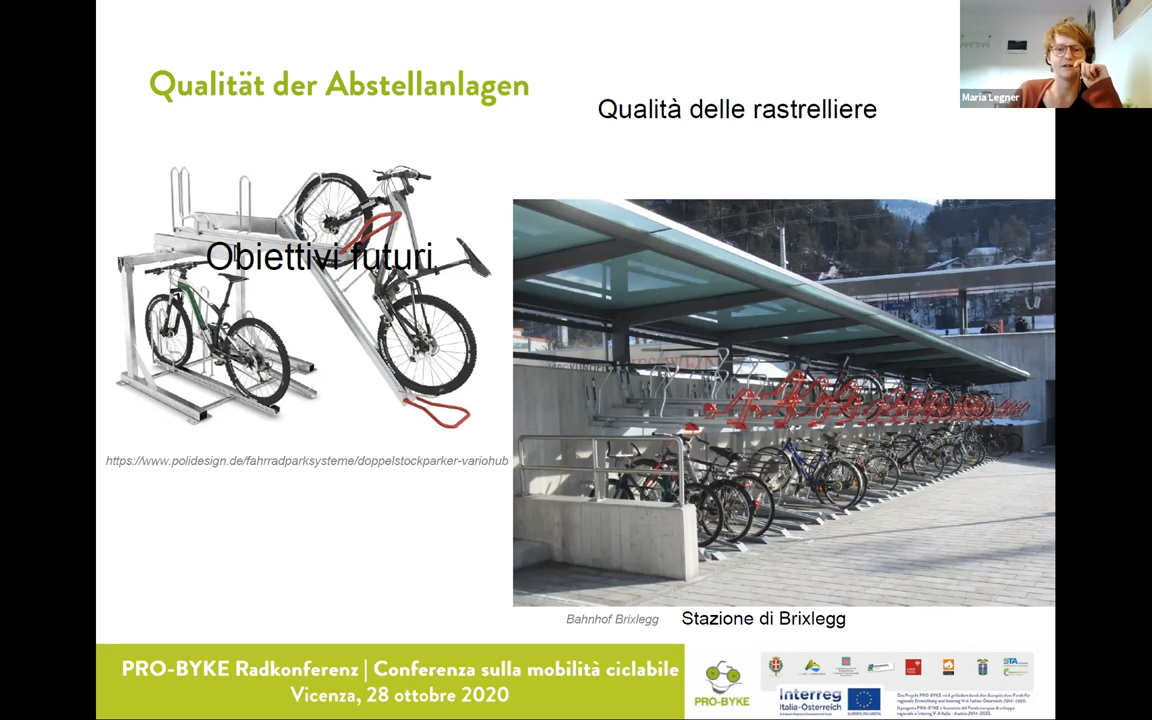 Qualität der Abstellanlagen
Qualità delle rastrelliere
Maria Legner
Obiettivi futuri
https://www.polidesign.de/fahrradparksysteme/doppelstockparker-variohub
Bahnhof Brixlegg
Stazione di Brixlegg
PRO-BYKE Radkonferenz | Conferenza sulla mobilità ciclabile
Vicenza, 28 ottobre 2020
PRO-BYKE
Interreg
Italia-Österreich
STA